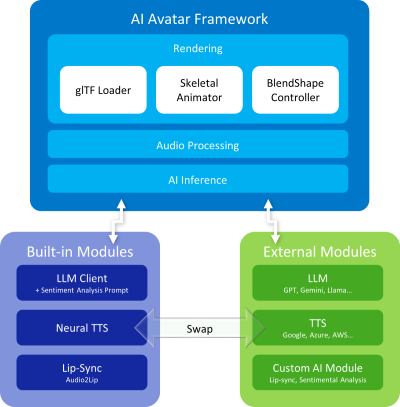 AI Avatar Framework
Rendering
glTF Loader
Skeletal
Animator
BlendShape
Controller
Audio Processing
AI Inference
Built-in Modules
LLM Client
+ Sentiment Analysis Prompt
Neural TTS
Lip-Sync
Audio2Lip
Swap
External Modules
LLM
GPT, Gemini, Llama...
TTS
Google, Azure, AWS...
Custom AI Module
Lip-sync, Sentimental Analysis